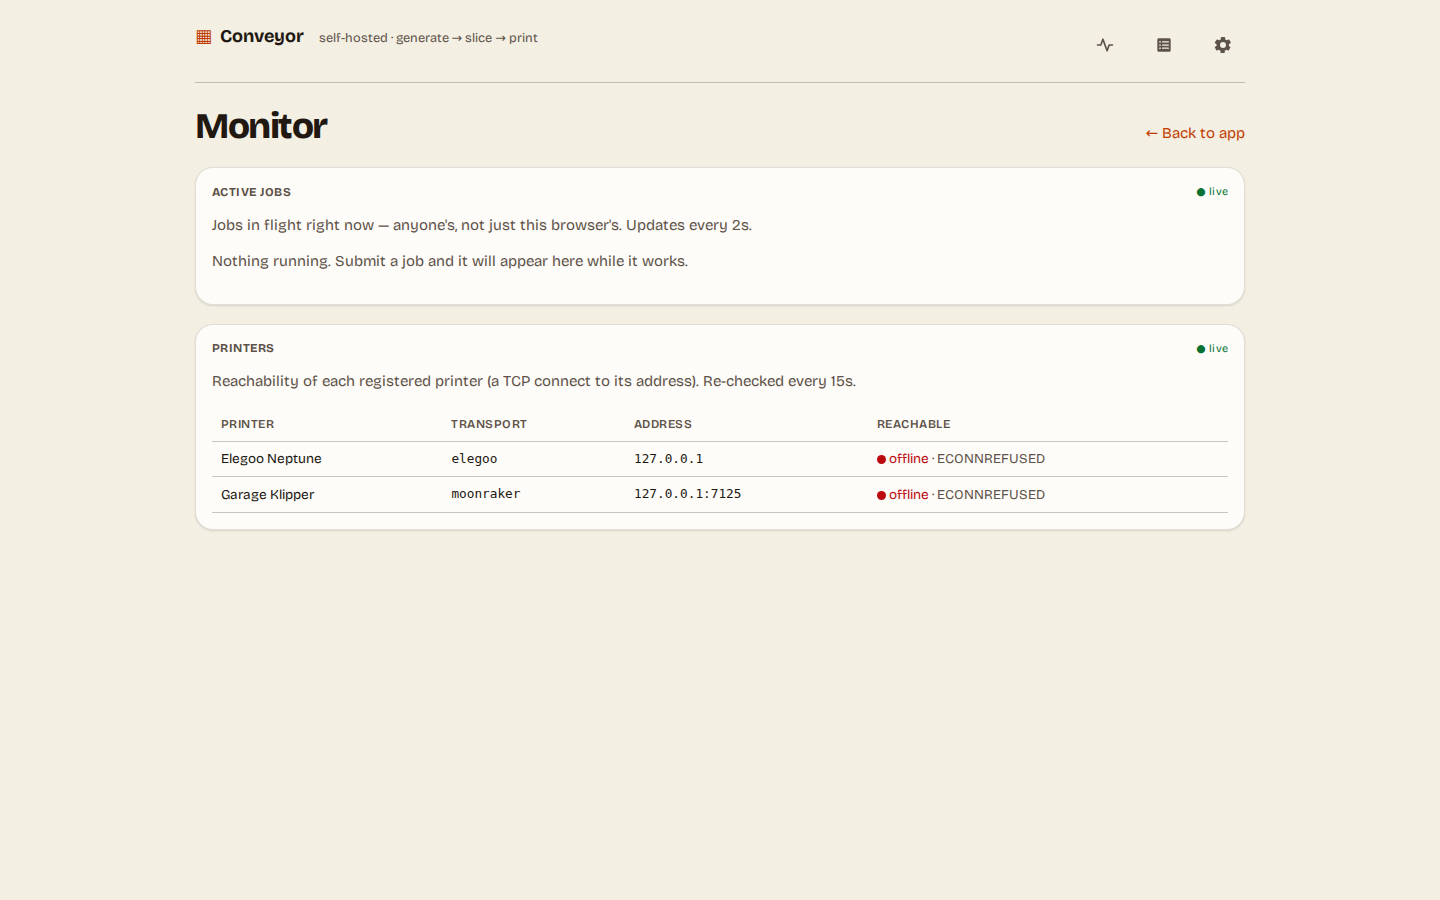 Conveyor self-hosted · generate → slice → print
Monitor
← Back to app
ACTIVE JOBS
live
Jobs in flight right now — anyone's, not just this browser's. Updates every 2s.
Nothing running. Submit a job and it will appear here while it works.
PRINTERS
live
Reachability of each registered printer (a TCP connect to its address). Re-checked every 15s.
PRINTER TRANSPORT ADDRESS REACHABLE
Elegoo Neptune elegoo 127.0.0.1 offline · ECONNREFUSED
Garage Klipper moonraker 127.0.0.1:7125 offline · ECONNREFUSED